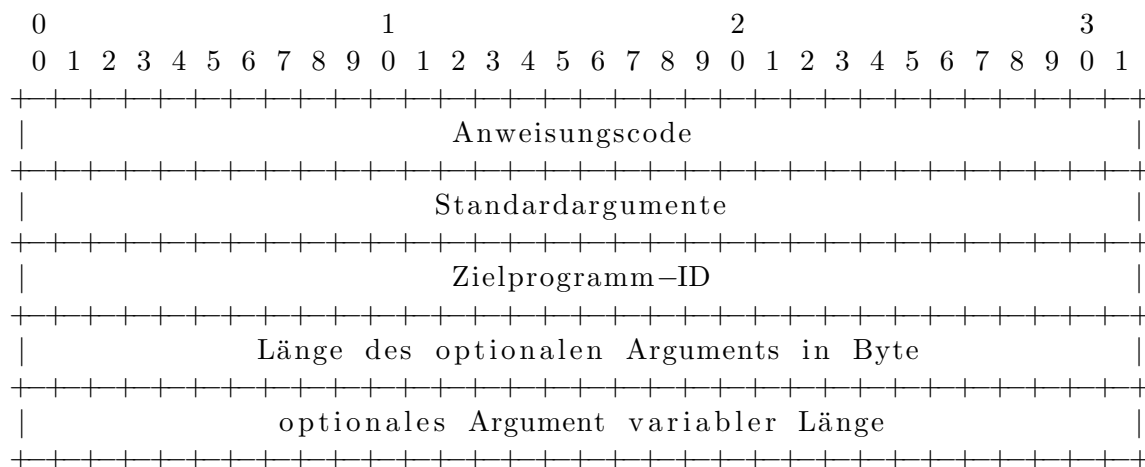 0 1 2 3
0 1 2 3 4 5 6 7 8 9 0 1 2 3 4 5 6 7 8 9 0 1 2 3 4 5 6 7 8 9 0 1
+-+-+-+-+-+-+-+-+-+-+-+-+-+-+-+-+-+-+-+-+-+-+-+-+-+-+-+-+-+-+-+-+
| Anweisungscode |
+-+-+-+-+-+-+-+-+-+-+-+-+-+-+-+-+-+-+-+-+-+-+-+-+-+-+-+-+-+-+-+-+
| Standardargumente |
+-+-+-+-+-+-+-+-+-+-+-+-+-+-+-+-+-+-+-+-+-+-+-+-+-+-+-+-+-+-+-+-+
| Zielprogramm-ID |
+-+-+-+-+-+-+-+-+-+-+-+-+-+-+-+-+-+-+-+-+-+-+-+-+-+-+-+-+-+-+-+-+
| Länge des optionalen Arguments in Byte |
+-+-+-+-+-+-+-+-+-+-+-+-+-+-+-+-+-+-+-+-+-+-+-+-+-+-+-+-+-+-+-+-+
| optionales Argument variabler Länge |
+-+-+-+-+-+-+-+-+-+-+-+-+-+-+-+-+-+-+-+-+-+-+-+-+-+-+-+-+-+-+-+-+